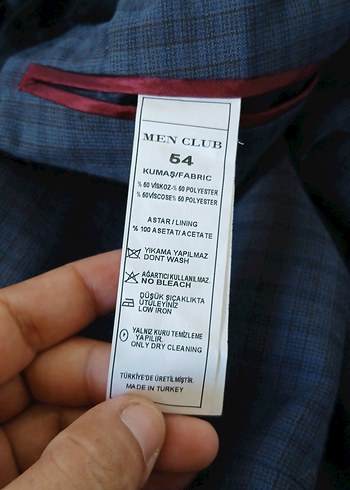 MEN CLUB
54
KUMAŞ/FABRIC
% 50 VİSKOZ-% 50 POLYESTER
% 50VISCOSE% 50 POLYESTER
ASTAR / LINING
% 100 ASETAT/ ACETATE
YIKAMA YAPILMAZ
DONT WASH
AĞARTICI KULLANILMAZ
NO BLEACH
DÜŞÜK SICAKLIKTA
ÜTÜLEYİNİZ
LOW IRON
YALNIZ KURU TEMİZLEME
YAPILIR.
ONLY DRY CLEANING
TÜRKİYE'DE ÜRETİLMİŞTİR.
MADE IN TURKEY